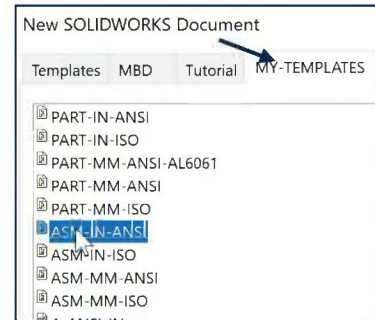 New SOLIDWORKS Document
Templates MBD Tutorial MY-TEMPLATES
PART-IN-ANSI
PART-IN-ISO
PART-MM-ANSI-AL6061
PART-MM-ANSI
PART-MM-ISO
ASM-IN-ANSI
ASM-IN-ISO
ASM-MM-ANSI
ASM-MM-ISO